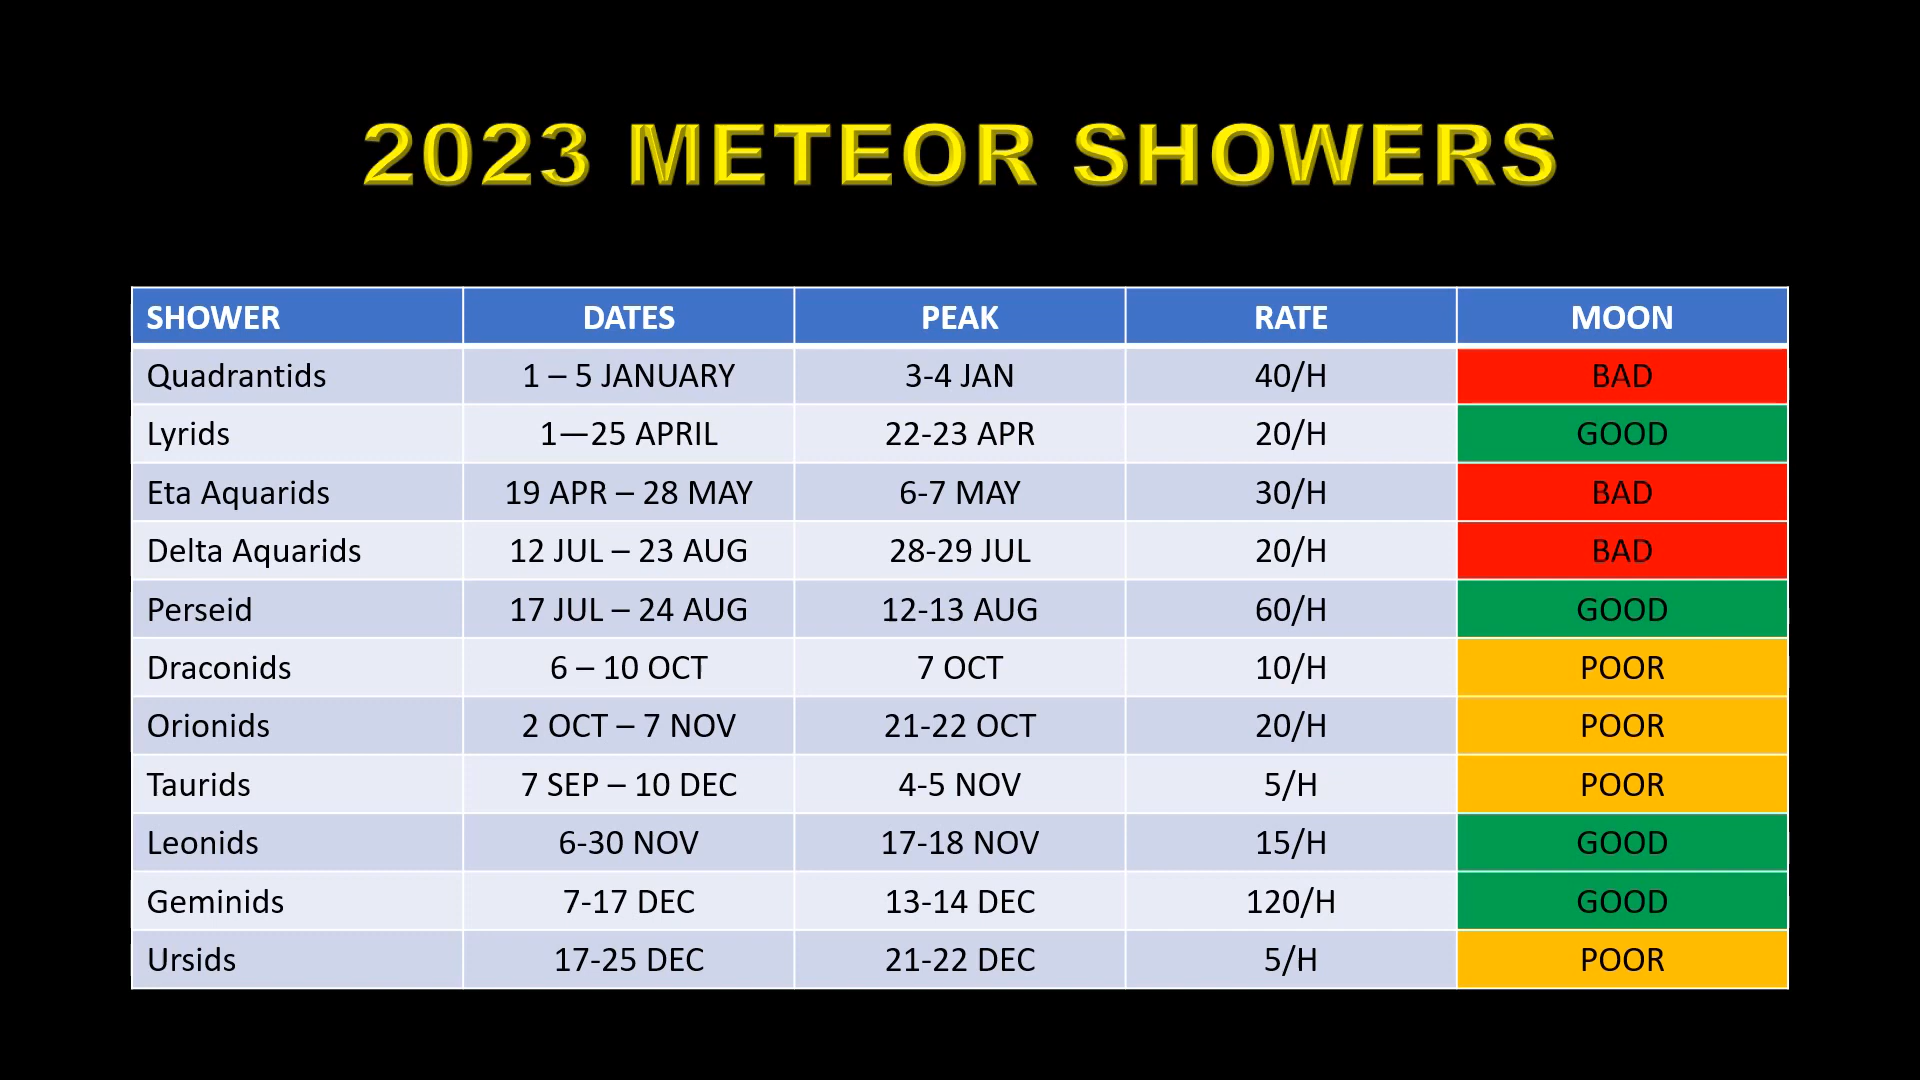 2023 METEOR SHOWERS
SHOWER DATES PEAK RATE MOON
Quadrantids 1 – 5 JANUARY 3-4 JAN 40/H BAD
Lyrids 1—25 APRIL 22-23 APR 20/H GOOD
Eta Aquarids 19 APR – 28 MAY 6-7 MAY 30/H BAD
Delta Aquarids 12 JUL – 23 AUG 28-29 JUL 20/H BAD
Perseid 17 JUL – 24 AUG 12-13 AUG 60/H GOOD
Draconids 6 – 10 OCT 7 OCT 10/H POOR
Orionids 2 OCT – 7 NOV 21-22 OCT 20/H POOR
Taurids 7 SEP – 10 DEC 4-5 NOV 5/H POOR
Leonids 6-30 NOV 17-18 NOV 15/H GOOD
Geminids 7-17 DEC 13-14 DEC 120/H GOOD
Ursids 17-25 DEC 21-22 DEC 5/H POOR